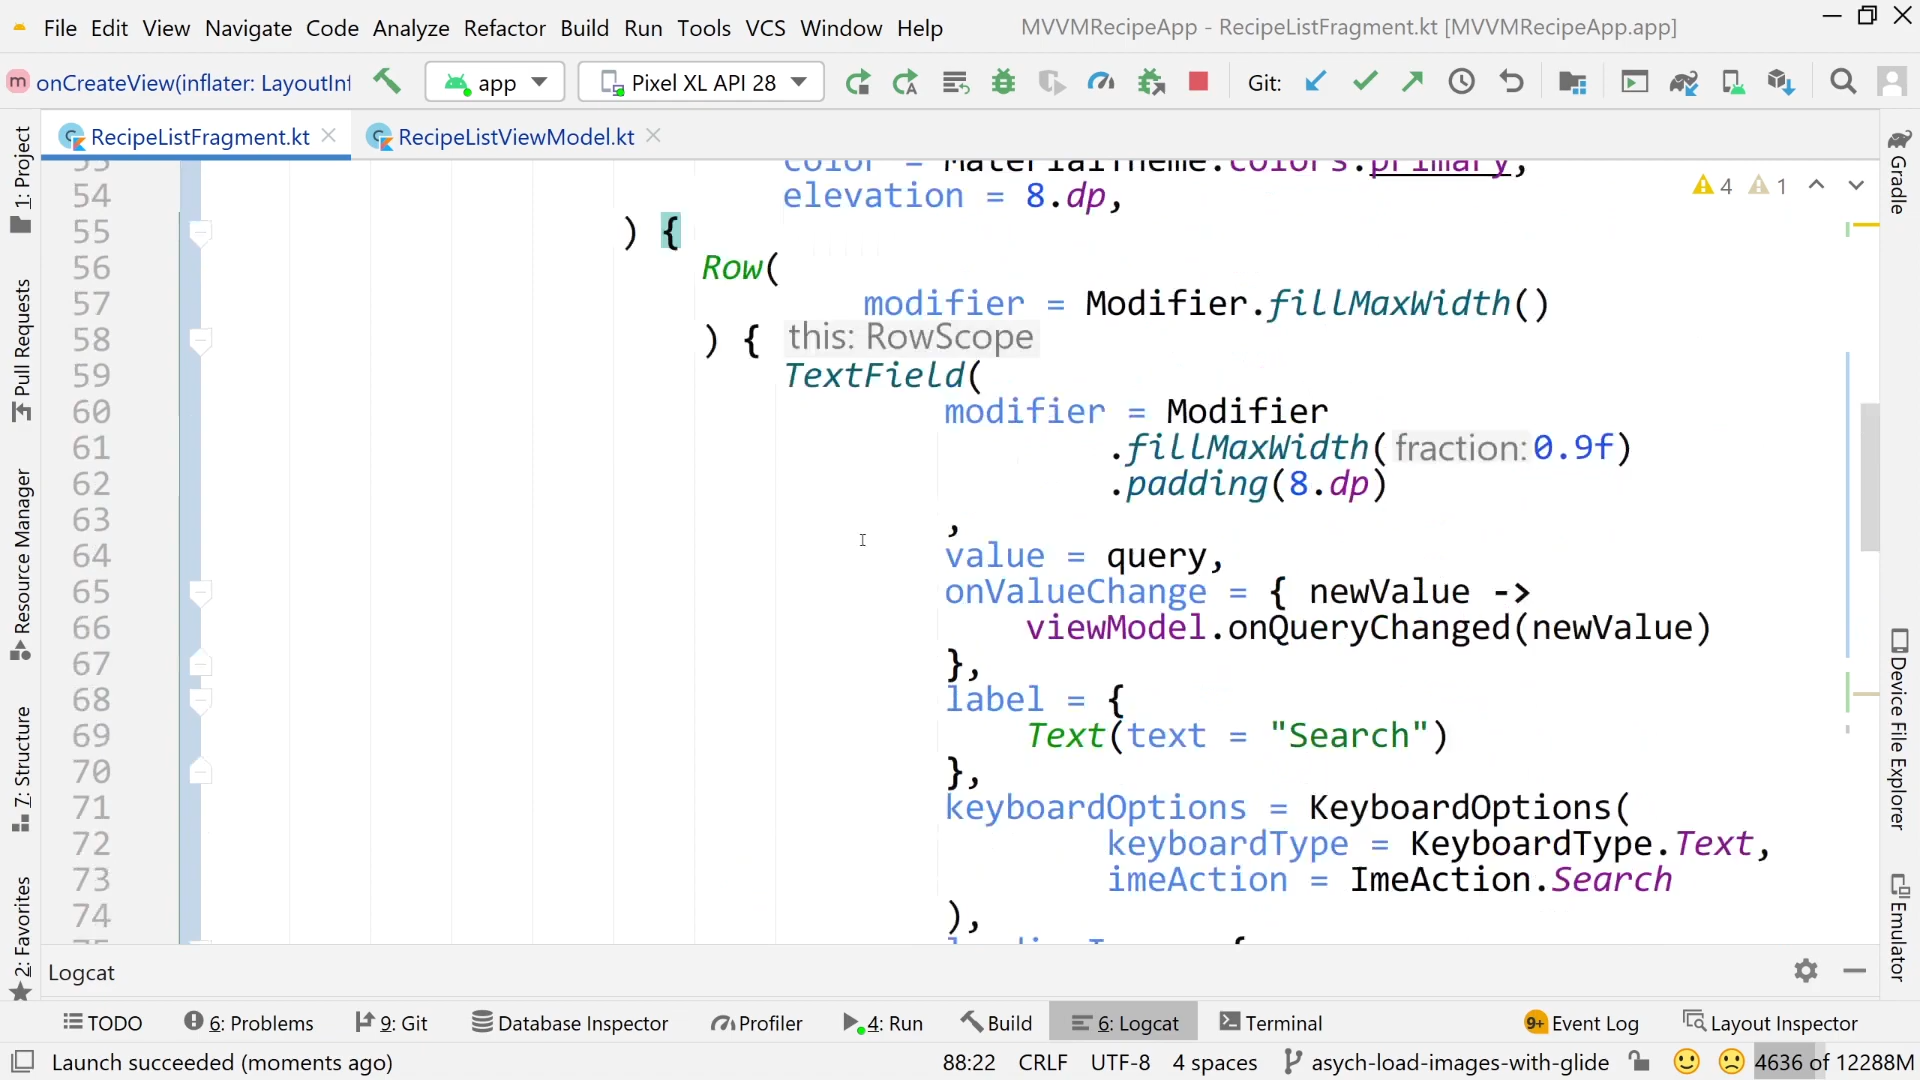 File Edit View Navigate Code Analyze Refactor Build Run Tools VCS Window Help MVVMRecipeApp - RecipeListFragment.kt [MVVMRecipeApp.app]
m onCreateView(inflater: LayoutInf app Pixel XL API 28 Git:
RecipeListFragment.kt RecipeListViewModel.kt
53 color = MaterialTheme.colors.primary,
54 elevation = 8.dp,
4 1
55 ) {
56 Row(
57 modifier = Modifier.fillMaxWidth()
58 ) { this: RowScope
59 TextField(
60 modifier = Modifier
61 .fillMaxWidth( fraction: 0.9f)
62 .padding(8.dp)
63 ,
64 value = query,
65 onValueChange = { newValue ->
66 viewModel.onQueryChanged(newValue)
67 },
68 label = {
69 Text(text = "Search")
70 },
71 keyboardOptions = KeyboardOptions(
72 keyboardType = KeyboardType.Text,
73 imeAction = ImeAction.Search
74 ),
1: Project
Pull Requests
Resource Manager
7: Structure
2: Favorites
Gradle
Device File Explorer
Emulator
Logcat
TODO 6: Problems 9: Git Database Inspector Profiler 4: Run Build 6: Logcat Terminal 9+ Event Log Layout Inspector
Launch succeeded (moments ago) 88:22 CRLF UTF-8 4 spaces asych-load-images-with-glide 4636 of 12288M